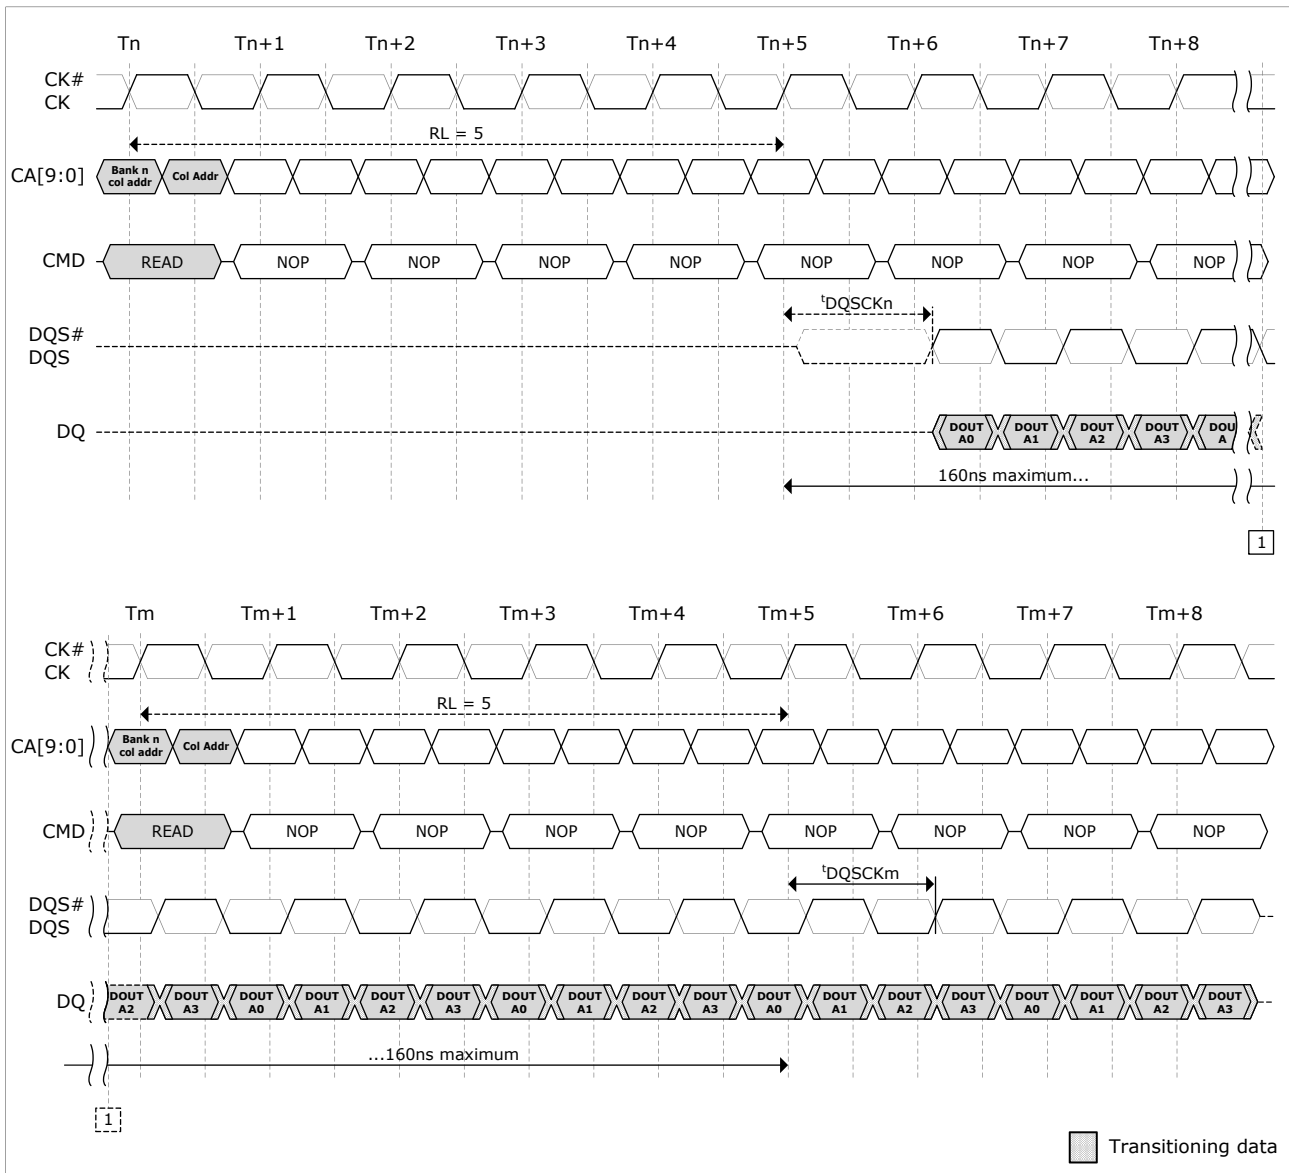 Tn Tn+1 Tn+2 Tn+3 Tn+4 Tn+5 Tn+6 Tn+7 Tn+8
CK#
CK
RL = 5
CA[9:0] Bank n col addr Col Addr
CMD READ NOP NOP NOP NOP NOP NOP NOP NOP
tDQSCKn
DQS#
DQS
DQ DOUT A0 DOUT A1 DOUT A2 DOUT A3 DOU A
160ns maximum...
1
Tm Tm+1 Tm+2 Tm+3 Tm+4 Tm+5 Tm+6 Tm+7 Tm+8
CK#
CK
RL = 5
CA[9:0] Bank n col addr Col Addr
CMD READ NOP NOP NOP NOP NOP NOP NOP NOP
tDQSCKm
DQS#
DQS
DQ DOUT A2 DOUT A3 DOUT A0 DOUT A1 DOUT A2 DOUT A3 DOUT A0 DOUT A1 DOUT A2 DOUT A3 DOUT A0 DOUT A1 DOUT A2 DOUT A3 DOUT A0 DOUT A1 DOUT A2 DOUT A3
...160ns maximum
1
Transitioning data